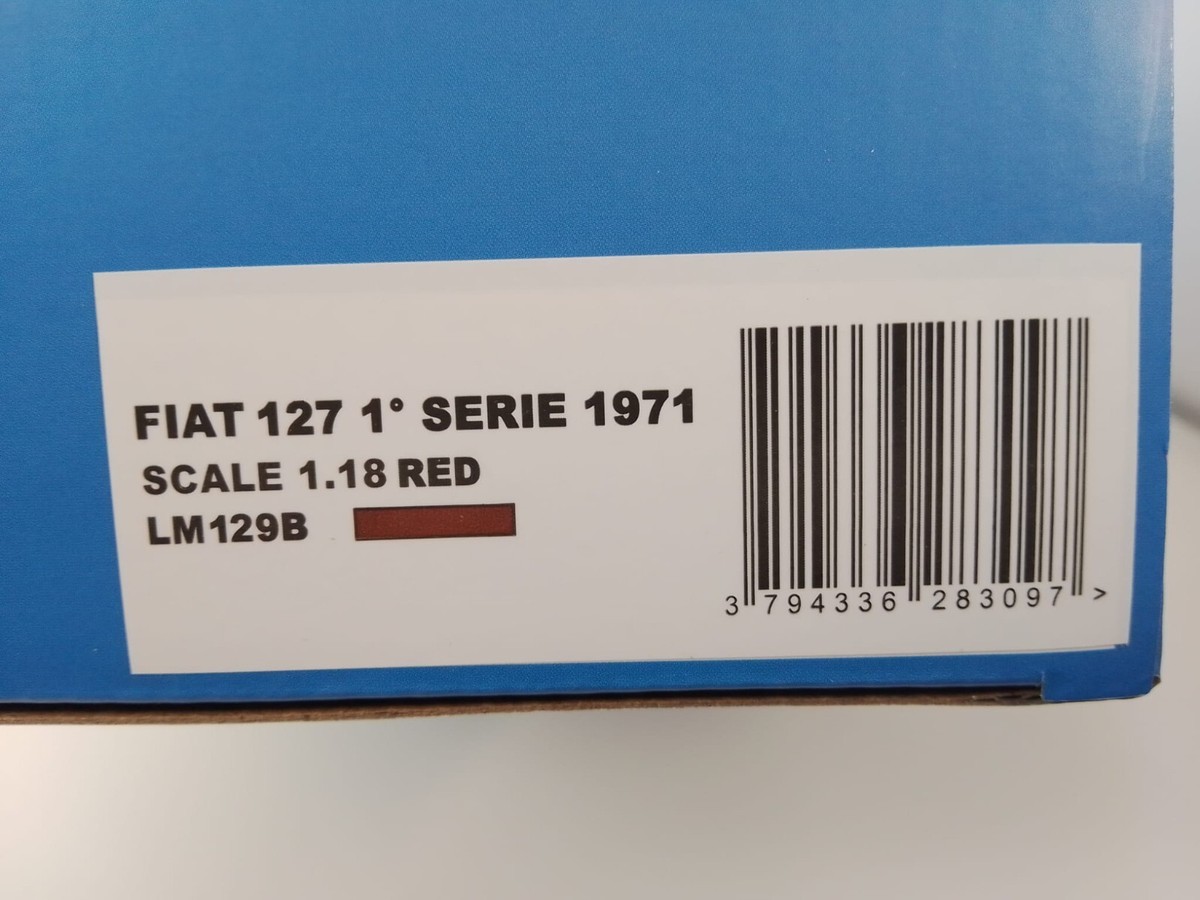 FIAT 127 1° SERIE 1971
SCALE 1.18 RED
LM129B
3 794336 283097 >